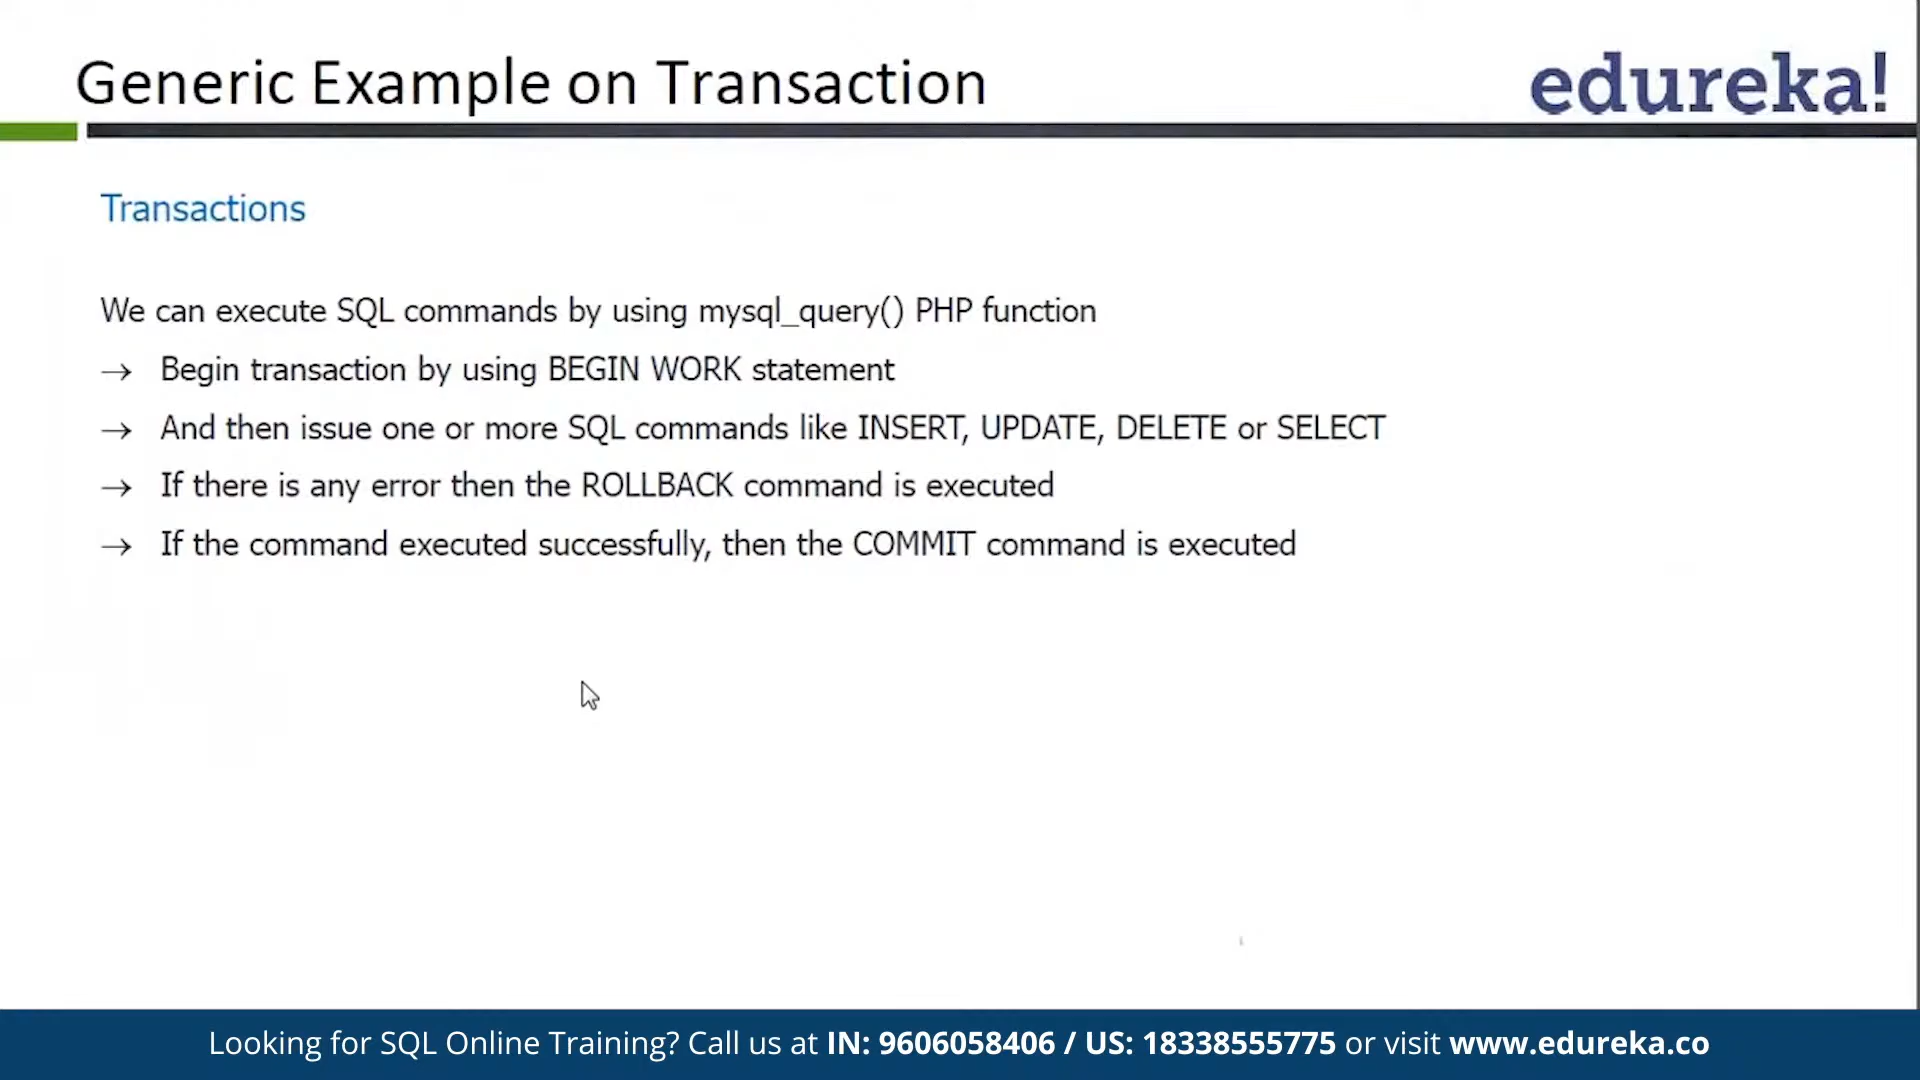 Generic Example on Transaction
edureka!
Transactions
We can execute SQL commands by using mysql_query() PHP function
→ Begin transaction by using BEGIN WORK statement
→ And then issue one or more SQL commands like INSERT, UPDATE, DELETE or SELECT
→ If there is any error then the ROLLBACK command is executed
→ If the command executed successfully, then the COMMIT command is executed
Looking for SQL Online Training? Call us at IN: 9606058406 / US: 18338555775 or visit www.edureka.co